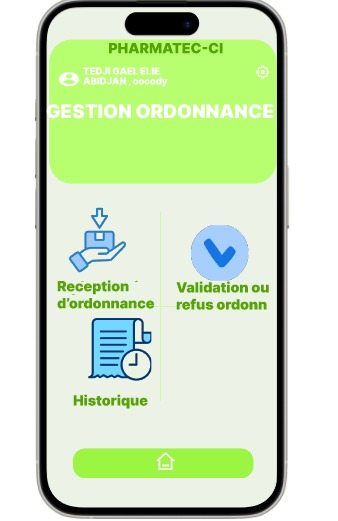 PHARMATEC-CI
TEDJI GAEL ELIE
ABIDJAN , cocody
GESTION ORDONNANCE
Reception
d'ordonnance
Validation ou
refus ordonn
Historique